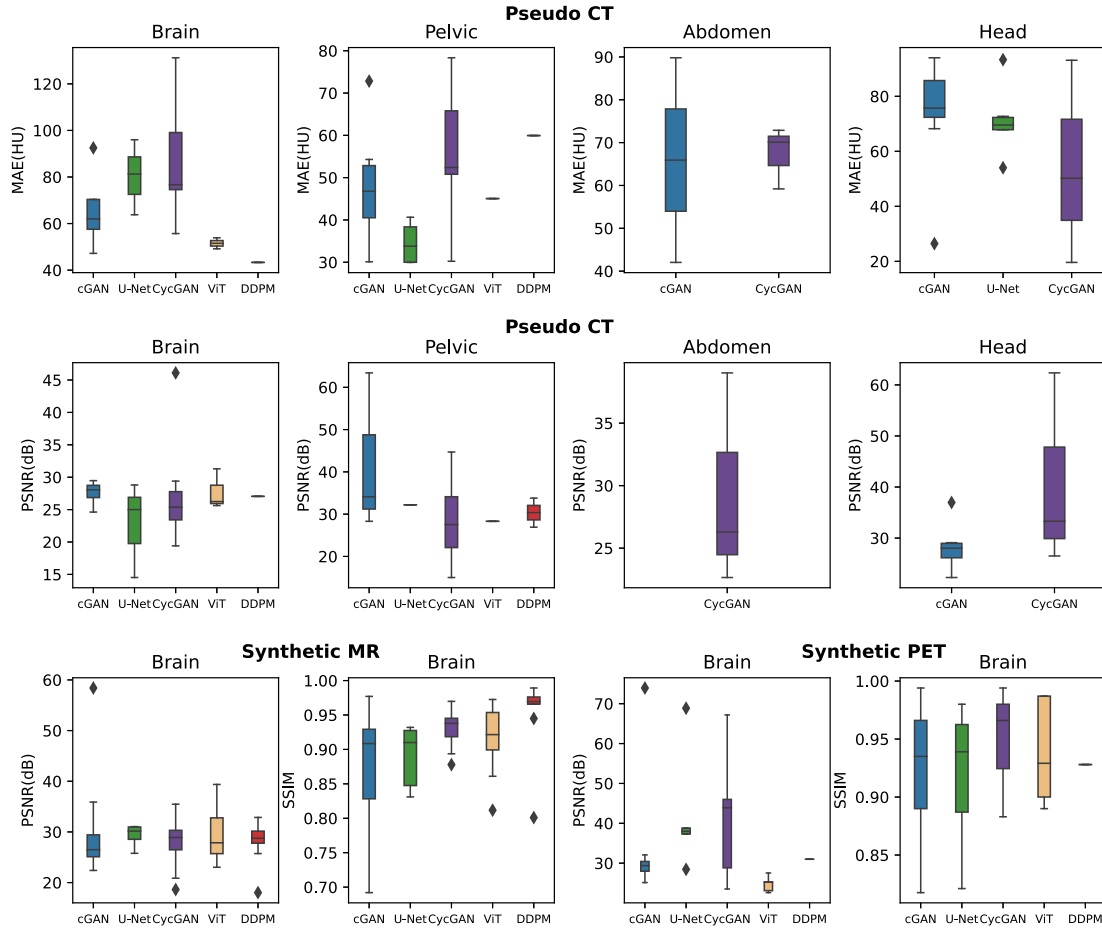 Pseudo CT
Brain
Pelvic
Abdomen
Head
MAE(HU)
120
100
80
60
40
cGAN U-Net CycGAN ViT DDPM
MAE(HU)
80
70
60
50
40
30
cGAN U-Net CycGAN ViT DDPM
MAE(HU)
90
80
70
60
50
40
cGAN CycGAN
MAE(HU)
80
60
40
20
cGAN U-Net CycGAN
Pseudo CT
Brain
Pelvic
Abdomen
Head
PSNR(dB)
45
40
35
30
25
20
15
cGAN U-Net CycGAN ViT DDPM
PSNR(dB)
60
50
40
30
20
cGAN U-Net CycGAN ViT DDPM
PSNR(dB)
35
30
25
CycGAN
PSNR(dB)
60
50
40
30
cGAN CycGAN
Synthetic MR
Brain
Brain
PSNR(dB)
60
50
40
30
20
cGAN U-Net CycGAN ViT DDPM
SSIM
1.00
0.95
0.90
0.85
0.80
0.75
0.70
cGAN U-Net CycGAN ViT DDPM
Synthetic PET
Brain
Brain
PSNR(dB)
70
60
50
40
30
cGAN U-Net CycGAN ViT DDPM
SSIM
1.00
0.95
0.90
0.85
cGAN U-Net CycGAN ViT DDPM